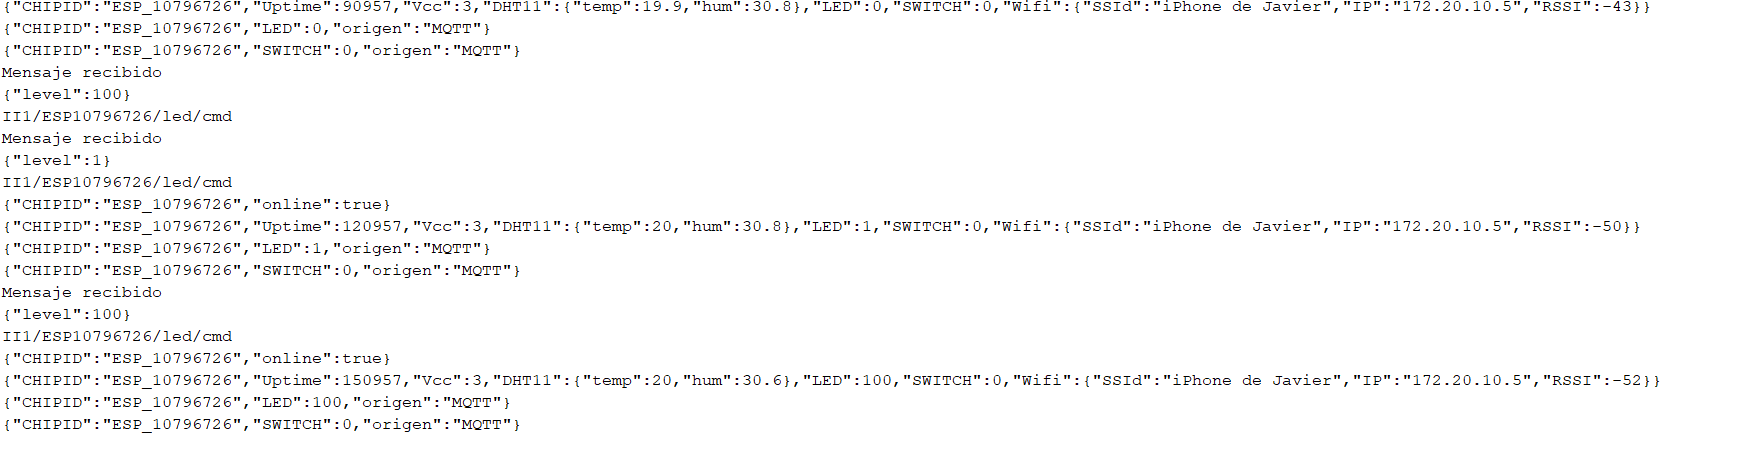 {"CHIPID":"ESP_10796726","Uptime":90957,"Vcc":3,"DHT11":{"temp":19.9,"hum":30.8},"LED":0,"SWITCH":0,"Wifi":{"SSId":"iPhone de Javier","IP":"172.20.10.5","RSSI":-43}}
{"CHIPID":"ESP_10796726","LED":0,"origen":"MQTT"}
{"CHIPID":"ESP_10796726","SWITCH":0,"origen":"MQTT"}
Mensaje recibido
{"level":100}
II1/ESP10796726/led/cmd
Mensaje recibido
{"level":1}
II1/ESP10796726/led/cmd
{"CHIPID":"ESP_10796726","online":true}
{"CHIPID":"ESP_10796726","Uptime":120957,"Vcc":3,"DHT11":{"temp":20,"hum":30.8},"LED":1,"SWITCH":0,"Wifi":{"SSId":"iPhone de Javier","IP":"172.20.10.5","RSSI":-50}}
{"CHIPID":"ESP_10796726","LED":1,"origen":"MQTT"}
{"CHIPID":"ESP_10796726","SWITCH":0,"origen":"MQTT"}
Mensaje recibido
{"level":100}
II1/ESP10796726/led/cmd
{"CHIPID":"ESP_10796726","online":true}
{"CHIPID":"ESP_10796726","Uptime":150957,"Vcc":3,"DHT11":{"temp":20,"hum":30.6},"LED":100,"SWITCH":0,"Wifi":{"SSId":"iPhone de Javier","IP":"172.20.10.5","RSSI":-52}}
{"CHIPID":"ESP_10796726","LED":100,"origen":"MQTT"}
{"CHIPID":"ESP_10796726","SWITCH":0,"origen":"MQTT"}